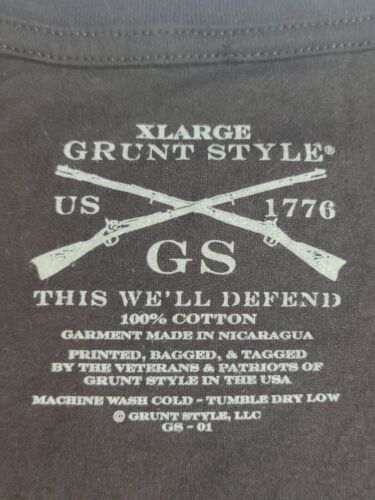 XLARGE
GRUNT STYLE®
US 1776
GS
THIS WE'LL DEFEND
100% COTTON
GARMENT MADE IN NICARAGUA
PRINTED, BAGGED, & TAGGED
BY THE VETERANS & PATRIOTS OF
GRUNT STYLE IN THE USA
MACHINE WASH COLD - TUMBLE DRY LOW
© GRUNT STYLE, LLC
GS - 01